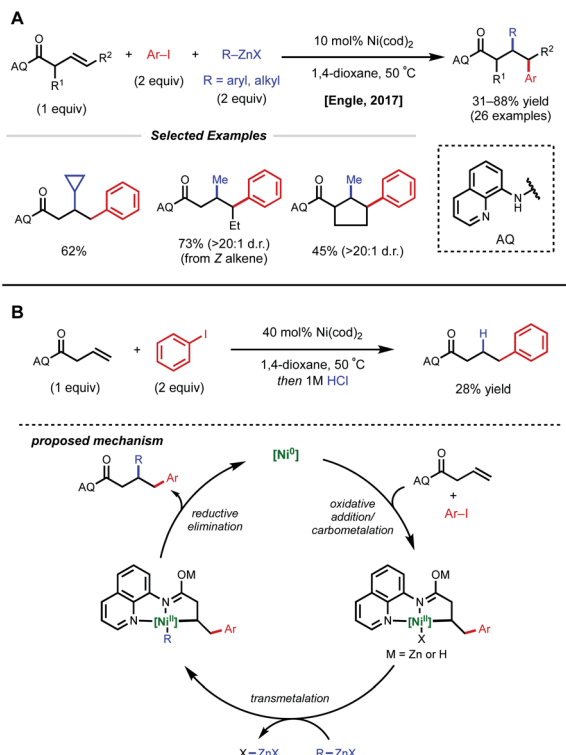 A
O
R²
AQ
R¹
(1 equiv)
+
Ar–I
(2 equiv)
+
R–ZnX
R = aryl, alkyl
(2 equiv)
10 mol% Ni(cod)₂
1,4-dioxane, 50 °C
[Engle, 2017]
O
R
R²
AQ
R¹
Ar
31–88% yield
(26 examples)
Selected Examples
O
AQ
62%
O
Me
AQ
Et
73% (>20:1 d.r.)
(from Z alkene)
O
Me
AQ
45% (>20:1 d.r.)
N
N
H
AQ
B
O
AQ
(1 equiv)
+
I
(2 equiv)
40 mol% Ni(cod)₂
1,4-dioxane, 50 °C
then 1M HCl
O
H
AQ
28% yield
proposed mechanism
O
R
AQ
Ar
[Ni⁰]
O
AQ
+
Ar–I
reductive
elimination
oxidative
addition/
carbometalation
OM
N
N
[Niᴵᴵ]
R
Ar
OM
N
N
[Niᴵᴵ]
X
Ar
M = Zn or H
transmetalation
X–ZnX
R–ZnX